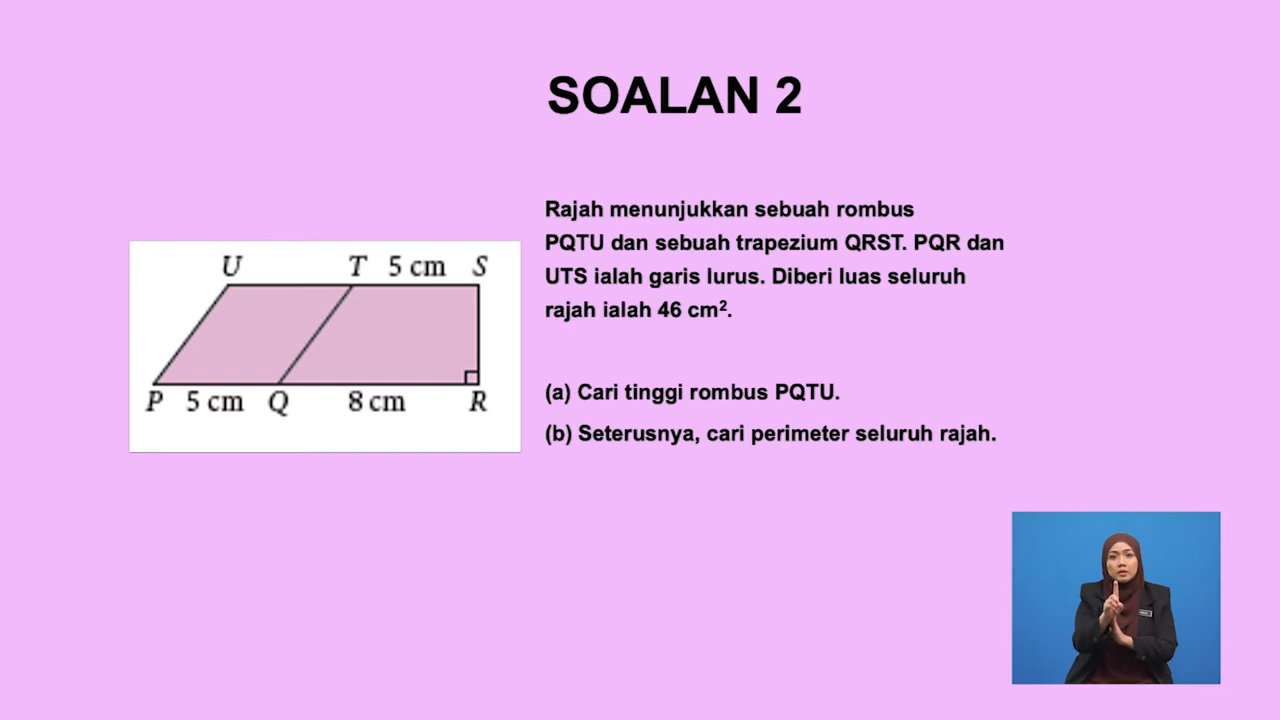 SOALAN 2
Rajah menunjukkan sebuah rombus
PQTU dan sebuah trapezium QRST. PQR dan
UTS ialah garis lurus. Diberi luas seluruh
rajah ialah 46 cm².
(a) Cari tinggi rombus PQTU.
(b) Seterusnya, cari perimeter seluruh rajah.
U T 5 cm S
P 5 cm Q 8 cm R